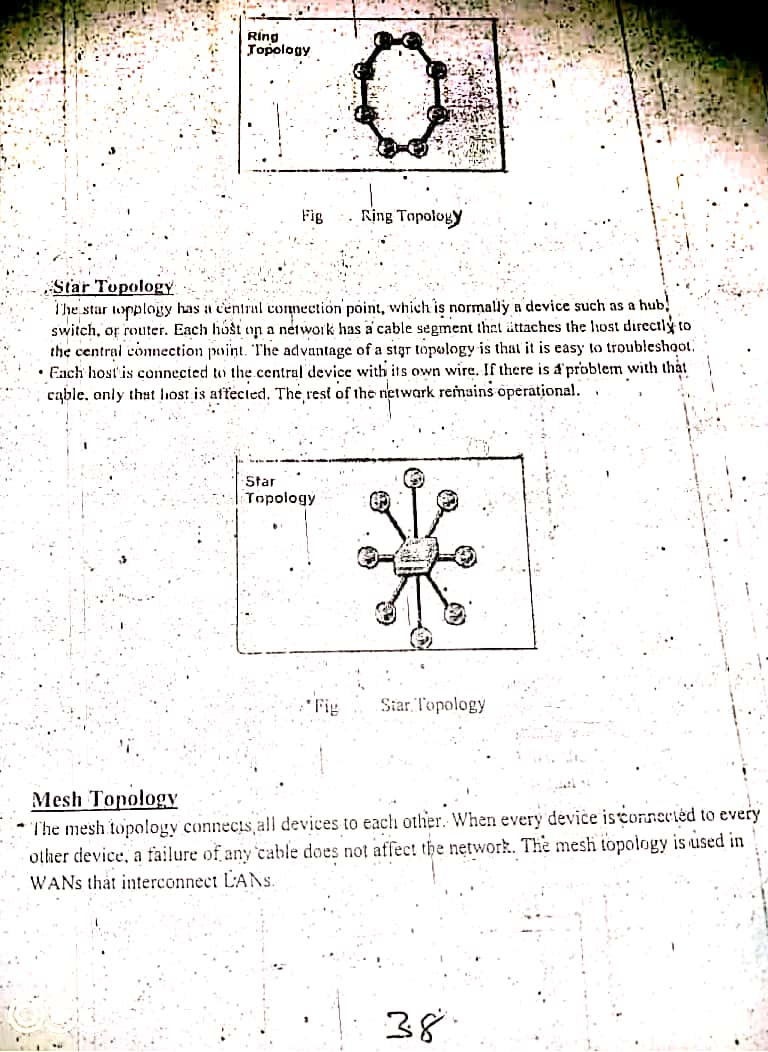 Ring
Topology
Fig . Ring Topology
Star Topology
The star topplogy has a central connection point, which is normally a device such as a hub,
switch, or router. Each host on a network has a cable segment that attaches the host directly to
the central connection point. The advantage of a star topology is that it is easy to troubleshoot.
Each host is connected to the central device with its own wire. If there is a problem with that
cable, only that host is affected. The rest of the network remains operational.
Star
Topology
Fig Star Topology
Mesh Topology
The mesh topology connects all devices to each other. When every device is connected to every
other device, a failure of any cable does not affect the network. The mesh topology is used in
WANs that interconnect LANs.
38